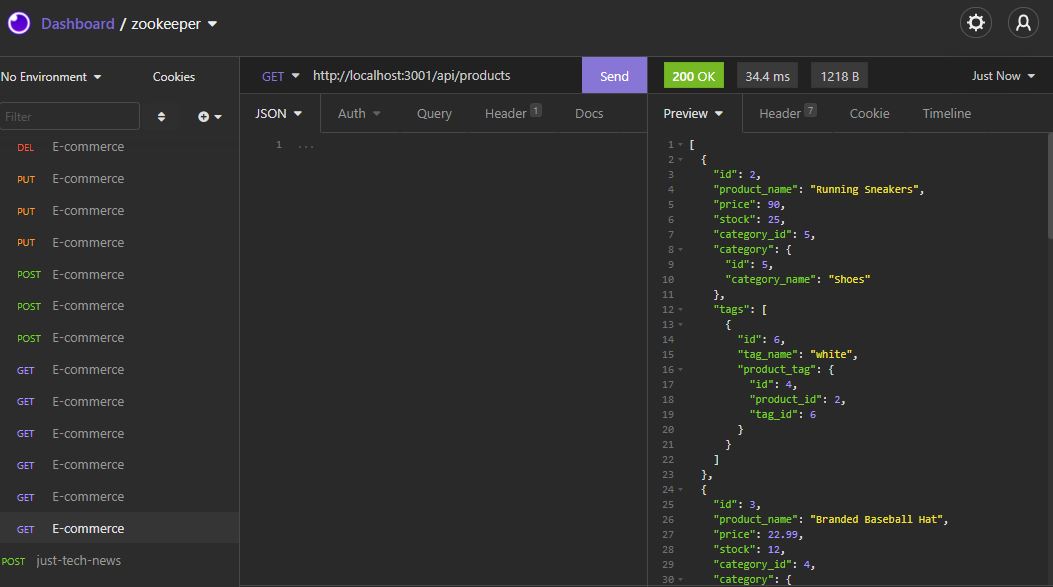 Dashboard / zookeeper
No Environment
Cookies
GET http://localhost:3001/api/products
Send
200 OK
34.4 ms
1218 B
Just Now
Filter
JSON
Auth
Query
Header 1
Docs
Preview
Header 7
Cookie
Timeline
DEL E-commerce
PUT E-commerce
PUT E-commerce
PUT E-commerce
POST E-commerce
POST E-commerce
POST E-commerce
GET E-commerce
GET E-commerce
GET E-commerce
GET E-commerce
GET E-commerce
GET E-commerce
POST just-tech-news
1 ...
1 [
2 {
3 "id": 2,
4 "product_name": "Running Sneakers",
5 "price": 90,
6 "stock": 25,
7 "category_id": 5,
8 "category": {
9 "id": 5,
10 "category_name": "Shoes"
11 },
12 "tags": [
13 {
14 "id": 6,
15 "tag_name": "white",
16 "product_tag": {
17 "id": 4,
18 "product_id": 2,
19 "tag_id": 6
20 }
21 }
22 ]
23 },
24 {
25 "id": 3,
26 "product_name": "Branded Baseball Hat",
27 "price": 22.99,
28 "stock": 12,
29 "category_id": 4,
30 "category": {